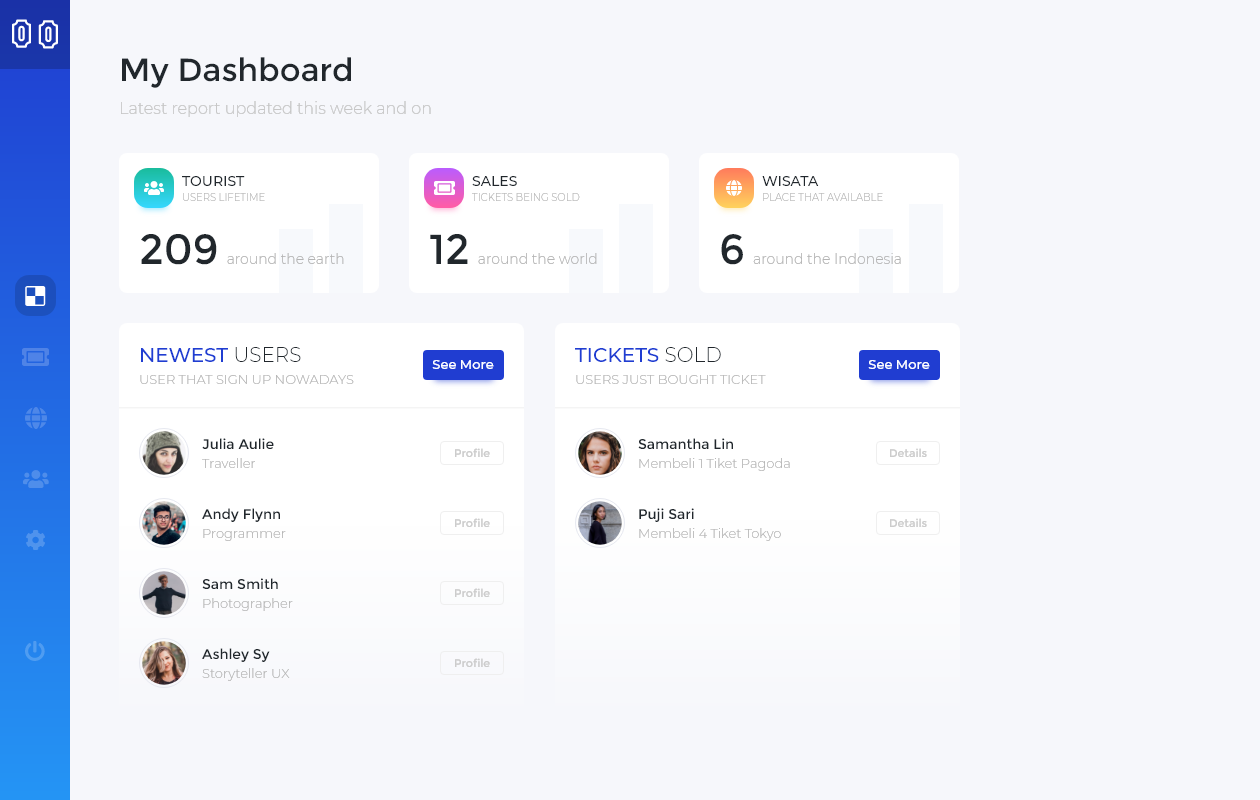 My Dashboard
Latest report updated this week and on
TOURIST
USERS LIFETIME
209 around the earth
SALES
TICKETS BEING SOLD
12 around the world
WISATA
PLACE THAT AVAILABLE
6 around the Indonesia
NEWEST USERS
USER THAT SIGN UP NOWADAYS
See More
Julia Aulie
Traveller
Profile
Andy Flynn
Programmer
Profile
Sam Smith
Photographer
Profile
Ashley Sy
Storyteller UX
Profile
TICKETS SOLD
USERS JUST BOUGHT TICKET
See More
Samantha Lin
Membeli 1 Tiket Pagoda
Details
Puji Sari
Membeli 4 Tiket Tokyo
Details